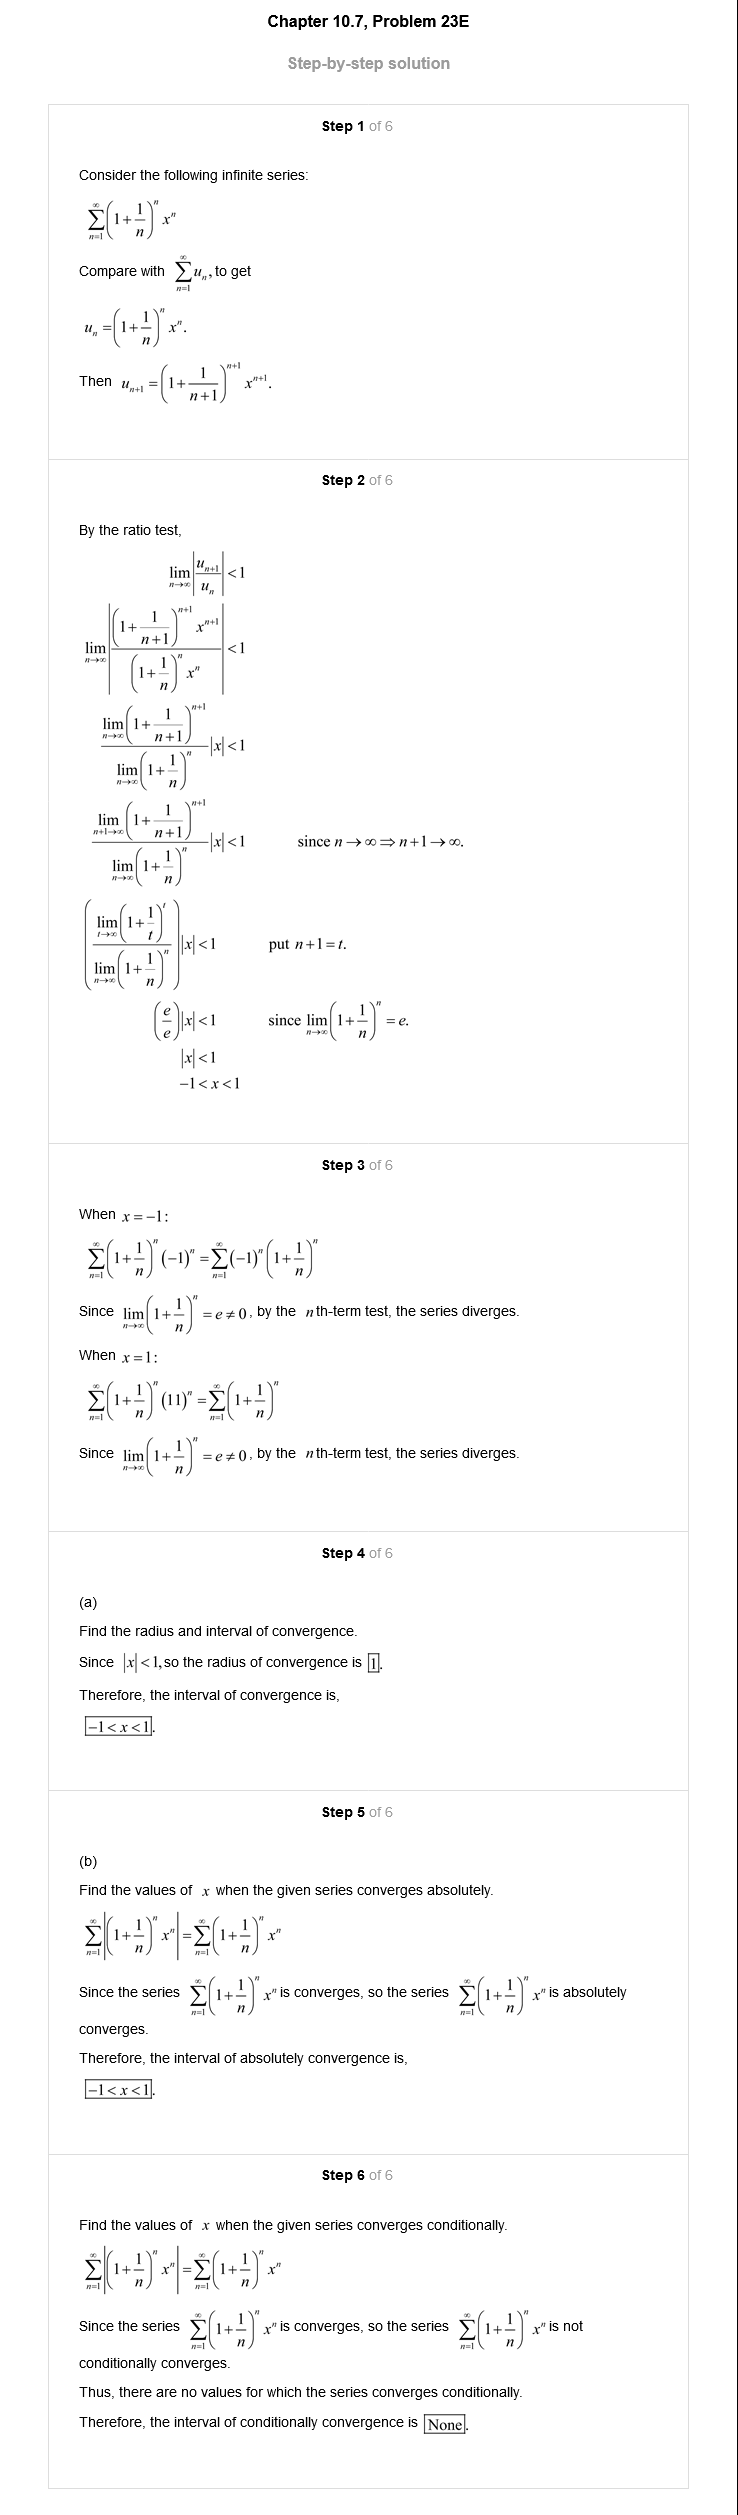 Chapter 10.7, Problem 23E
Step-by-step solution
Step 1 of 6
Consider the following infinite series:
$\sum_{n=1}^{\infty}\left(1+\frac{1}{n}\right)^n x^n$
Compare with $\sum_{n=1}^{\infty} u_n$, to get
$u_n = \left(1+\frac{1}{n}\right)^n x^n.$
Then $u_{n+1} = \left(1+\frac{1}{n+1}\right)^{n+1} x^{n+1}.$
Step 2 of 6
By the ratio test,
$\lim_{n\to\infty}\left|\frac{u_{n+1}}{u_n}\right|<1$
$\lim_{n\to\infty}\left|\frac{\left(1+\frac{1}{n+1}\right)^{n+1} x^{n+1}}{\left(1+\frac{1}{n}\right)^n x^n}\right|<1$
$\frac{\lim_{n\to\infty}\left(1+\frac{1}{n+1}\right)^{n+1}}{\lim_{n\to\infty}\left(1+\frac{1}{n}\right)^n}|x|<1$
$\frac{\lim_{n+1\to\infty}\left(1+\frac{1}{n+1}\right)^{n+1}}{\lim_{n\to\infty}\left(1+\frac{1}{n}\right)^n}|x|<1$ since $n\to\infty\Rightarrow n+1\to\infty.$
$\left(\frac{\lim_{t\to\infty}\left(1+\frac{1}{t}\right)^t}{\lim_{n\to\infty}\left(1+\frac{1}{n}\right)^n}\right)|x|<1$ put $n+1=t.$
$\left(\frac{e}{e}\right)|x|<1$ since $\lim_{n\to\infty}\left(1+\frac{1}{n}\right)^n=e.$
$|x|<1$
$-1<x<1$
Step 3 of 6
When $x=-1:$
$\sum_{n=1}^{\infty}\left(1+\frac{1}{n}\right)^n(-1)^n=\sum_{n=1}^{\infty}(-1)^n\left(1+\frac{1}{n}\right)^n$
Since $\lim_{n\to\infty}\left(1+\frac{1}{n}\right)^n=e\neq 0$, by the $n$th-term test, the series diverges.
When $x=1:$
$\sum_{n=1}^{\infty}\left(1+\frac{1}{n}\right)^n(11)^n=\sum_{n=1}^{\infty}\left(1+\frac{1}{n}\right)^n$
Since $\lim_{n\to\infty}\left(1+\frac{1}{n}\right)^n=e\neq 0$, by the $n$th-term test, the series diverges.
Step 4 of 6
(a)
Find the radius and interval of convergence.
Since $|x|<1$, so the radius of convergence is $\boxed{1}$.
Therefore, the interval of convergence is,
$\boxed{-1<x<1}$.
Step 5 of 6
(b)
Find the values of $x$ when the given series converges absolutely.
$\sum_{n=1}^{\infty}\left|\left(1+\frac{1}{n}\right)^n x^n\right|=\sum_{n=1}^{\infty}\left(1+\frac{1}{n}\right)^n x^n$
Since the series $\sum_{n=1}^{\infty}\left(1+\frac{1}{n}\right)^n x^n$ is converges, so the series $\sum_{n=1}^{\infty}\left(1+\frac{1}{n}\right)^n x^n$ is absolutely
converges.
Therefore, the interval of absolutely convergence is,
$\boxed{-1<x<1}$.
Step 6 of 6
Find the values of $x$ when the given series converges conditionally.
$\sum_{n=1}^{\infty}\left|\left(1+\frac{1}{n}\right)^n x^n\right|=\sum_{n=1}^{\infty}\left(1+\frac{1}{n}\right)^n x^n$
Since the series $\sum_{n=1}^{\infty}\left(1+\frac{1}{n}\right)^n x^n$ is converges, so the series $\sum_{n=1}^{\infty}\left(1+\frac{1}{n}\right)^n x^n$ is not
conditionally converges.
Thus, there are no values for which the series converges conditionally.
Therefore, the interval of conditionally convergence is $\boxed{\text{None}}$.